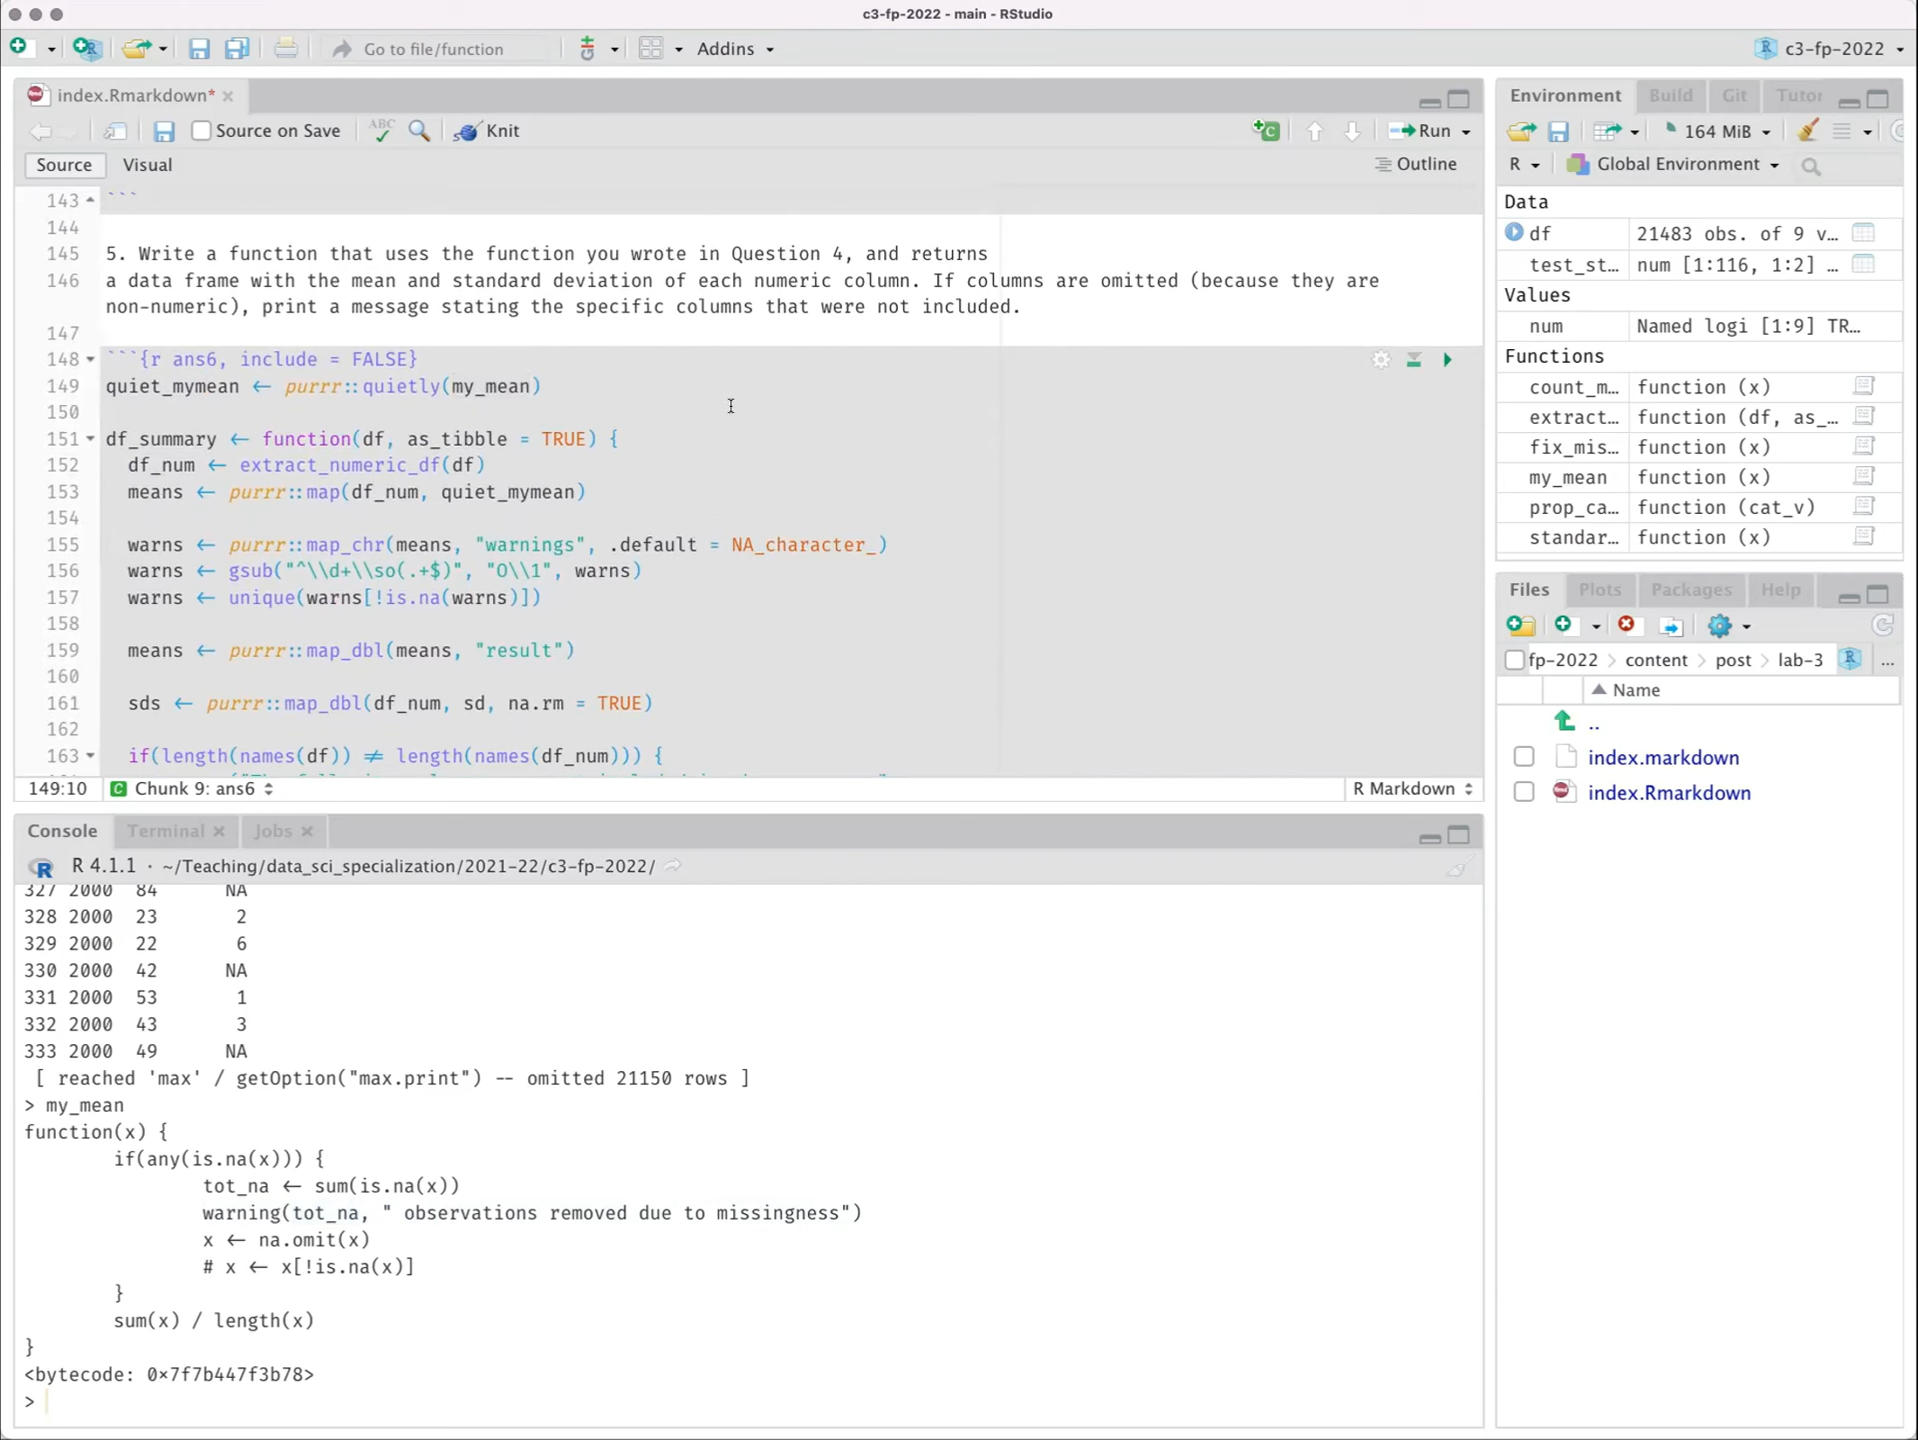 c3-fp-2022 - main - RStudio
Go to file/function
Addins
c3-fp-2022
index.Rmarkdown*
Source on Save
ABC
Knit
Run
Source
Visual
Outline
143 ```
144
145 5. Write a function that uses the function you wrote in Question 4, and returns
146 a data frame with the mean and standard deviation of each numeric column. If columns are omitted (because they are
non-numeric), print a message stating the specific columns that were not included.
147
148 ```{r ans6, include = FALSE}
149 quiet_mymean ← purrr::quietly(my_mean)
150
151 df_summary ← function(df, as_tibble = TRUE) {
152 df_num ← extract_numeric_df(df)
153 means ← purrr::map(df_num, quiet_mymean)
154
155 warns ← purrr::map_chr(means, "warnings", .default = NA_character_)
156 warns ← gsub("^\\d+\\so(.+$)", "O\\1", warns)
157 warns ← unique(warns[!is.na(warns)])
158
159 means ← purrr::map_dbl(means, "result")
160
161 sds ← purrr::map_dbl(df_num, sd, na.rm = TRUE)
162
163 if(length(names(df)) ≠ length(names(df_num))) {
149:10
Chunk 9: ans6
R Markdown
Console
Terminal
Jobs
R 4.1.1 · ~/Teaching/data_sci_specialization/2021-22/c3-fp-2022/
327 2000 84 NA
328 2000 23 2
329 2000 22 6
330 2000 42 NA
331 2000 53 1
332 2000 43 3
333 2000 49 NA
[ reached 'max' / getOption("max.print") -- omitted 21150 rows ]
> my_mean
function(x) {
if(any(is.na(x))) {
tot_na ← sum(is.na(x))
warning(tot_na, " observations removed due to missingness")
x ← na.omit(x)
# x ← x[!is.na(x)]
}
sum(x) / length(x)
}
<bytecode: 0×7f7b447f3b78>
>
Environment
Build
Git
Tutor
164 MiB
R
Global Environment
Data
df 21483 obs. of 9 v…
test_st… num [1:116, 1:2] …
Values
num Named logi [1:9] TR…
Functions
count_m… function (x)
extract… function (df, as_…
fix_mis… function (x)
my_mean function (x)
prop_ca… function (cat_v)
standar… function (x)
Files
Plots
Packages
Help
fp-2022 > content > post > lab-3
...
Name
..
index.markdown
index.Rmarkdown